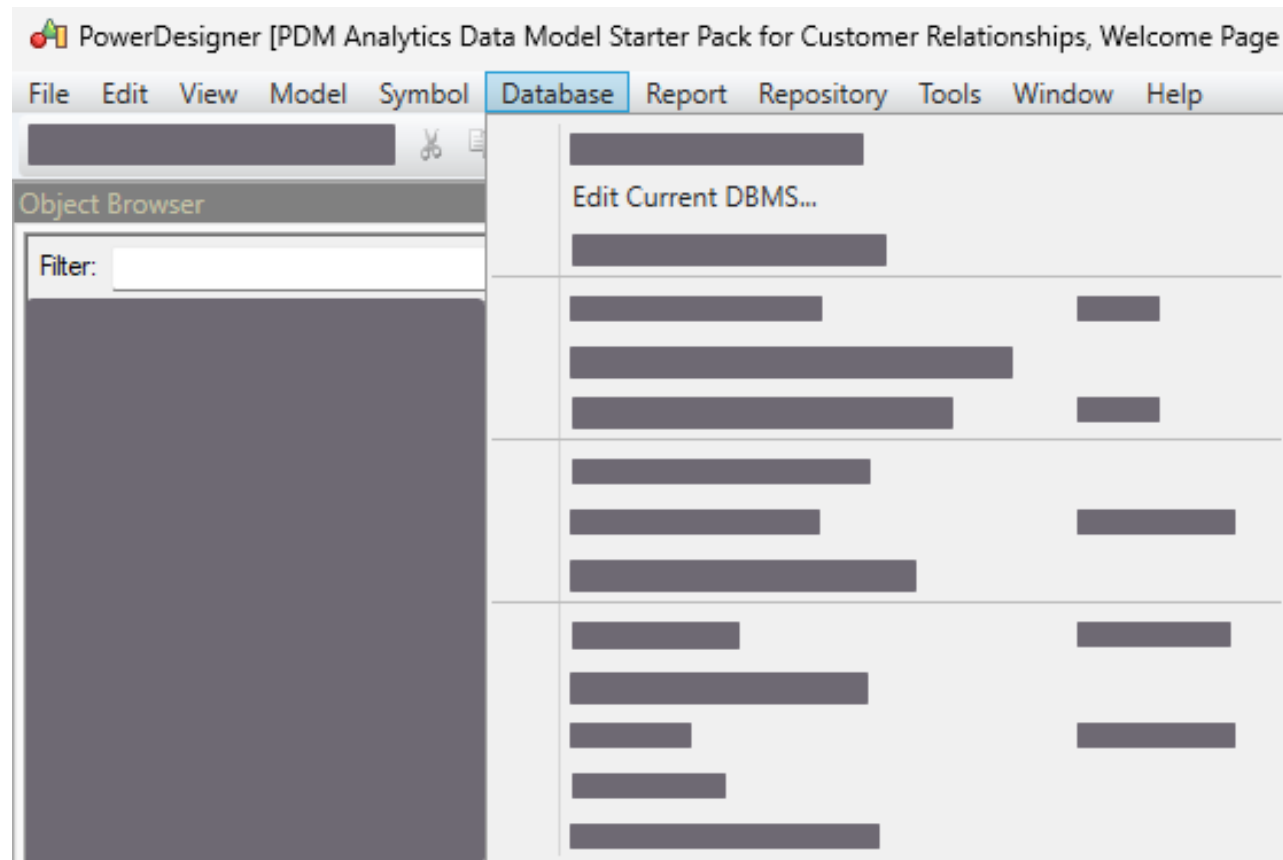 PowerDesigner [PDM Analytics Data Model Starter Pack for Customer Relationships, Welcome Page
File Edit View Model Symbol Database Report Repository Tools Window Help
Edit Current DBMS...
Object Browser
Filter: